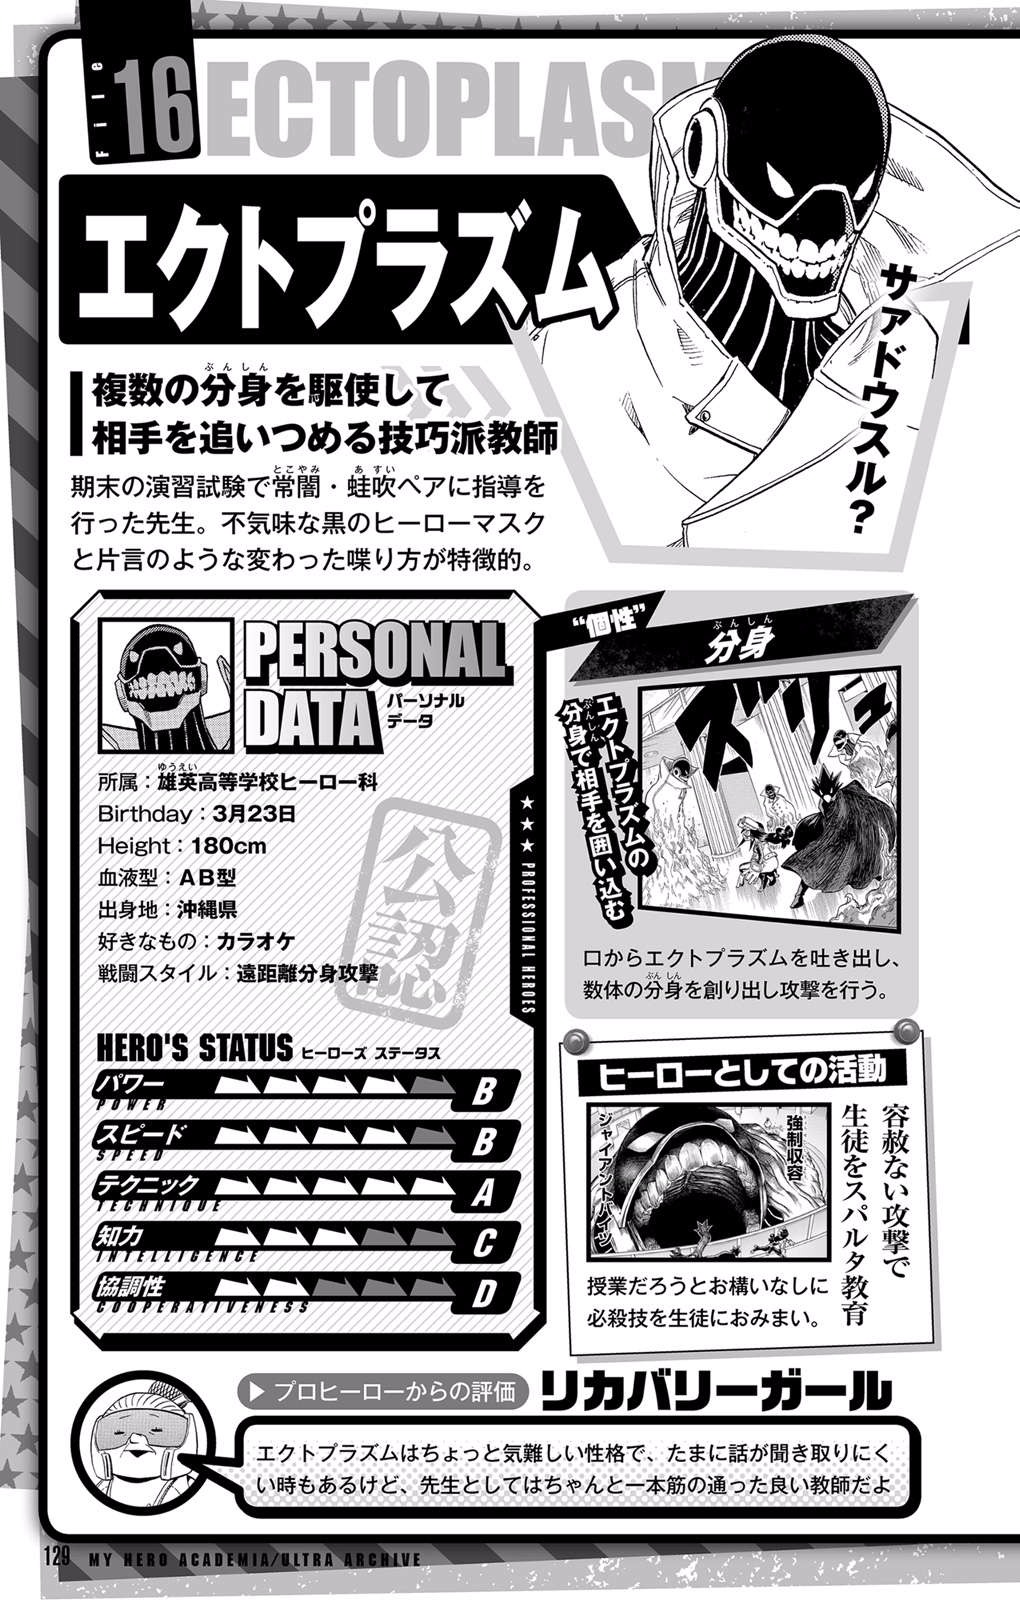 File 16
ECTOPLASM
エクトプラズム
サァドウスル?
複数の分身を駆使して
相手を追いつめる技巧派教師
期末の演習試験で常闇・蛙吹ペアに指導を
行った先生。不気味な黒のヒーローマスク
と片言のような変わった喋り方が特徴的。
PERSONAL
DATA
パーソナル
データ
所属:雄英高等学校ヒーロー科
Birthday:3月23日
Height:180cm
血液型:AB型
出身地:沖縄県
好きなもの:カラオケ
戦闘スタイル:遠距離分身攻撃
公認
★★★ PROFESSIONAL HEROES
HERO'S STATUS ヒーローズ ステータス
パワー POWER B
スピード SPEED B
テクニック TECHNIQUE A
知力 INTELLIGENCE C
協調性 COOPERATIVENESS D
“個性”
分身
ズズリュ
エクトプラズムの
分身で相手を囲い込む
口からエクトプラズムを吐き出し、
数体の分身を創り出し攻撃を行う。
ヒーローとしての活動
容赦ない攻撃で
生徒をスパルタ教育
強制収容
ジャイアントバイツ
授業だろうとお構いなしに
必殺技を生徒におみまい。
▶プロヒーローからの評価 リカバリーガール
エクトプラズムはちょっと気難しい性格で、たまに話が聞き取りにく
い時もあるけど、先生としてはちゃんと一本筋の通った良い教師だよ
129 MY HERO ACADEMIA/ULTRA ARCHIVE